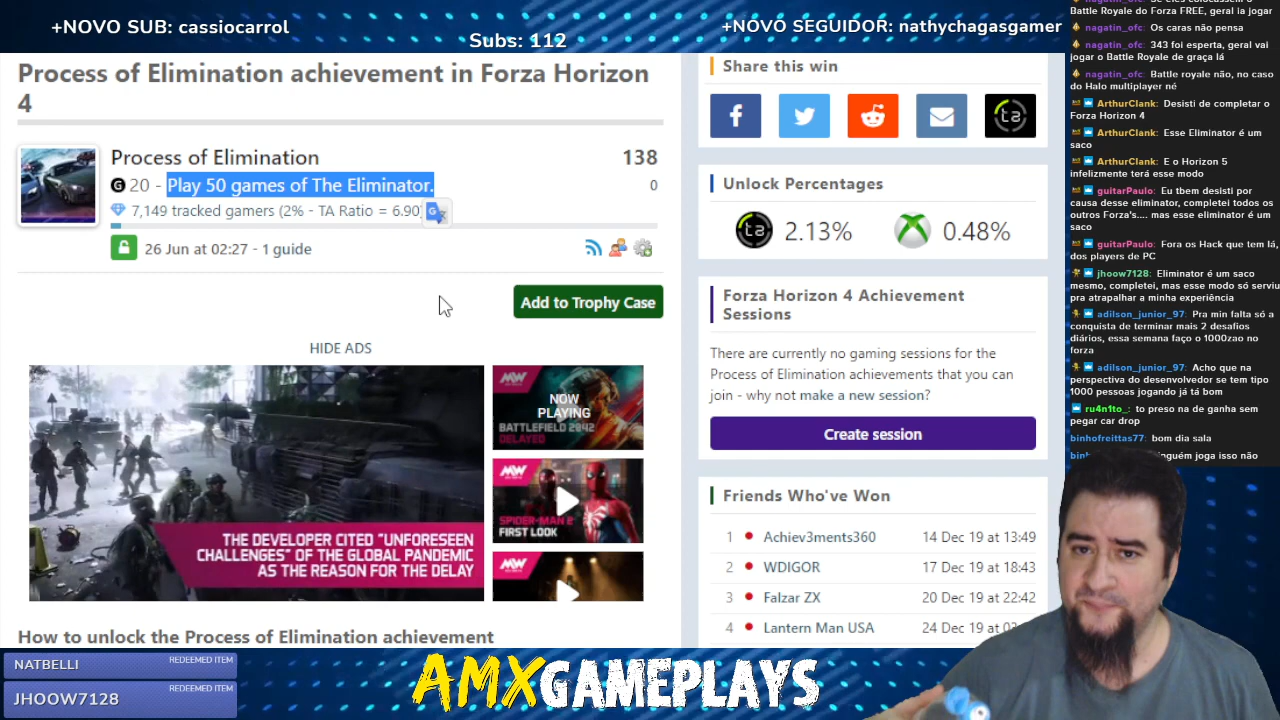 +NOVO SUB: cassiocarrol
Subs: 112
+NOVO SEGUIDOR: nathychagasgamer
Process of Elimination achievement in Forza Horizon
4
Process of Elimination
138
G 20 - Play 50 games of The Eliminator.
0
7,149 tracked gamers (2% - TA Ratio = 6.90)
26 Jun at 02:27 - 1 guide
Add to Trophy Case
HIDE ADS
THE DEVELOPER CITED "UNFORESEEN
CHALLENGES" OF THE GLOBAL PANDEMIC
AS THE REASON FOR THE DELAY
MW
NOW
PLAYING
BATTLEFIELD 2042
DELAYED
MW
SPIDER-MAN 2
FIRST LOOK
MW
How to unlock the Process of Elimination achievement
Share this win
ta
Unlock Percentages
ta 2.13%
0.48%
Forza Horizon 4 Achievement
Sessions
There are currently no gaming sessions for the
Process of Elimination achievements that you can
join - why not make a new session?
Create session
Friends Who've Won
1 Achiev3ments360 14 Dec 19 at 13:49
2 WDIGOR 17 Dec 19 at 18:43
3 Falzar ZX 20 Dec 19 at 22:42
4 Lantern Man USA 24 Dec 19 at
Battle Royale do Forza FREE, geral ia jogar
nagatin_ofc: Os caras não pensa
nagatin_ofc: 343 foi esperta, geral vai
jogar o Battle Royale de graça lá
nagatin_ofc: Battle royale não, no caso
do Halo multiplayer né
ArthurClank: Desisti de completar o
Forza Horizon 4
ArthurClank: Esse Eliminator é um
saco
ArthurClank: E o Horizon 5
infelizmente terá esse modo
guitarPaulo: Eu tbem desisti por
causa desse eliminator, completei todos os
outros Forza's.... mas esse eliminator é um
saco
guitarPaulo: Fora os Hack que tem lá,
dos players de PC
jhoow7128: Eliminator é um saco
mesmo, completei, mas esse modo só serviu
pra atrapalhar a minha experiência
adilson_junior_97: Pra min falta só a
conquista de terminar mais 2 desafios
diários, essa semana faço o 1000zao no
forza
adilson_junior_97: Acho que na
perspectiva do desenvolvedor se tem tipo
1000 pessoas jogando já tá bom
ru4n1to_: to preso na de ganha sem
pegar car drop
binhofreittas77: bom dia sala
joga isso não
NATBELLI
REDEEMED ITEM
JHOOW7128
REDEEMED ITEM
AMXGAMEPLAYS